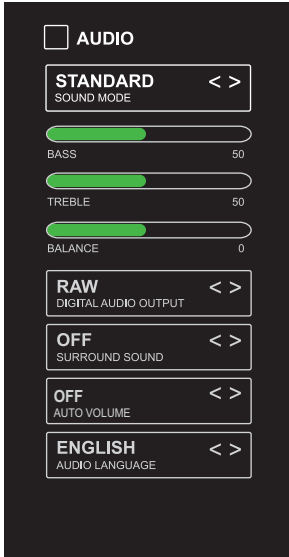 AUDIO
STANDARD < >
SOUND MODE
BASS 50
TREBLE 50
BALANCE 0
RAW < >
DIGITAL AUDIO OUTPUT
OFF < >
SURROUND SOUND
OFF < >
AUTO VOLUME
ENGLISH < >
AUDIO LANGUAGE